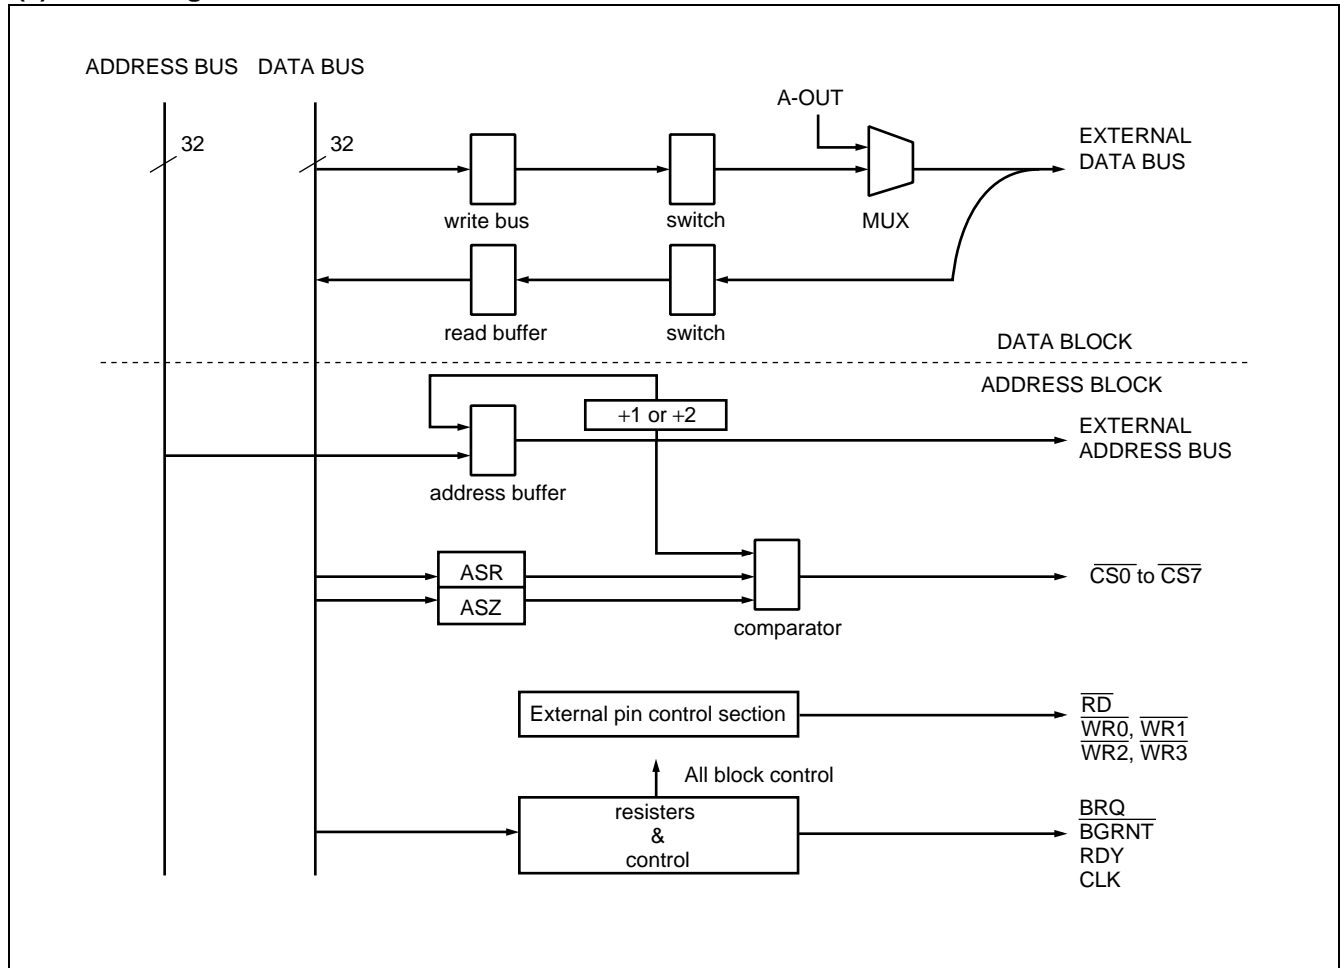 ADDRESS BUS DATA BUS
32
32
A-OUT
EXTERNAL
DATA BUS
write bus
switch
MUX
read buffer
switch
DATA BLOCK
ADDRESS BLOCK
+1 or +2
EXTERNAL
ADDRESS BUS
address buffer
ASR
ASZ
comparator
CS0 to CS7
External pin control section
RD
WR0, WR1
WR2, WR3
All block control
resisters
&
control
BRQ
BGRNT
RDY
CLK